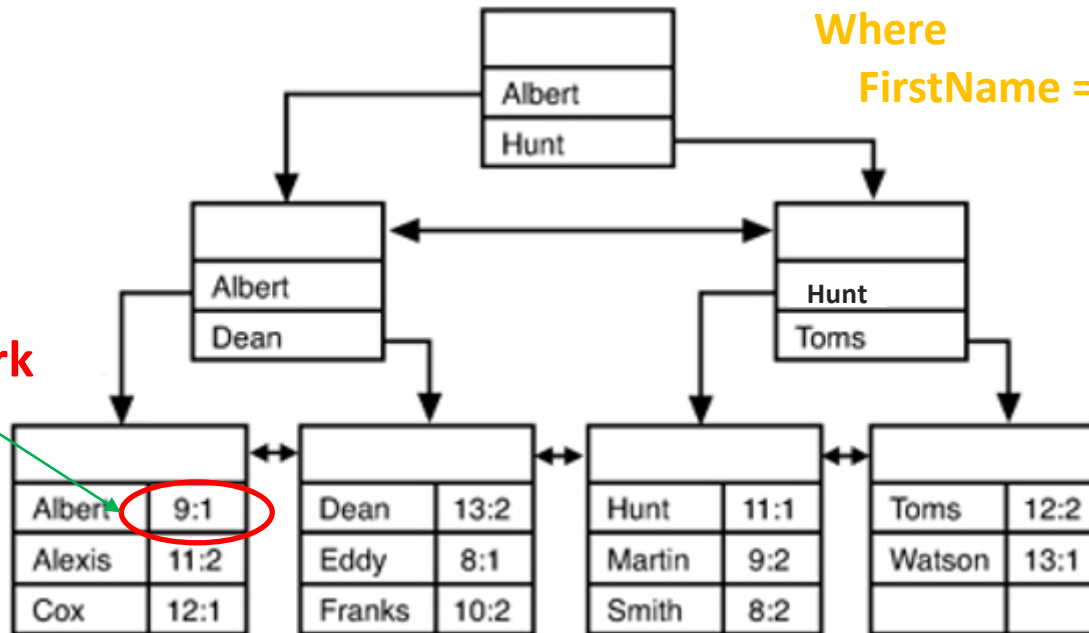 Where
FirstName =
Albert
Hunt
Albert
Dean
Hunt
Toms
rk
Albert 9:1
Alexis 11:2
Cox 12:1
Dean 13:2
Eddy 8:1
Franks 10:2
Hunt 11:1
Martin 9:2
Smith 8:2
Toms 12:2
Watson 13:1